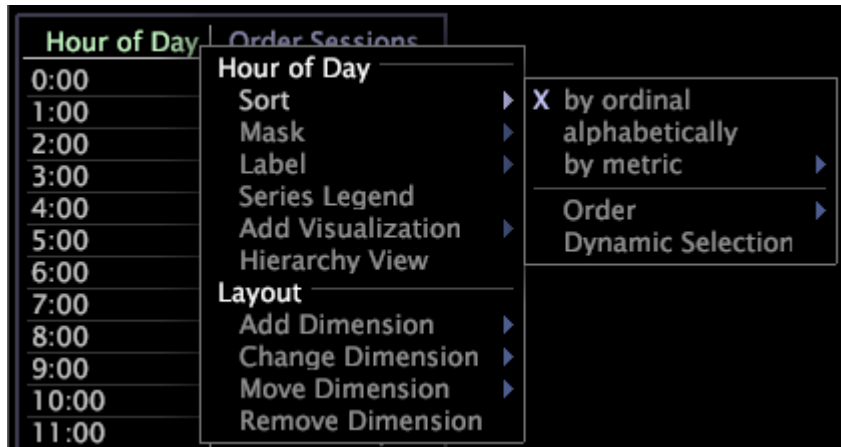 Hour of Day Order Sessions
0:00
1:00
2:00
3:00
4:00
5:00
6:00
7:00
8:00
9:00
10:00
11:00
Hour of Day
Sort
Mask
Label
Series Legend
Add Visualization
Hierarchy View
Layout
Add Dimension
Change Dimension
Move Dimension
Remove Dimension
X by ordinal
alphabetically
by metric
Order
Dynamic Selection